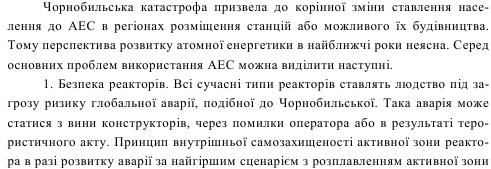 Чорнобильська катастрофа призвела до корінної зміни ставлення насе-
лення до АЕС в регіонах розміщення станцій або можливого їх будівництва.
Тому перспектива розвитку атомної енергетики в найближчі роки неясна. Серед
основних проблем використання АЕС можна виділити наступні.
1. Безпека реакторів. Всі сучасні типи реакторів ставлять людство під за-
грозу ризику глобальної аварії, подібної до Чорнобильської. Така аварія може
статися з вини конструкторів, через помилки оператора або в результаті теро-
ристичного акту. Принцип внутрішньої самозахищеності активної зони реакто-
ра в разі розвитку аварії за найгіршим сценарієм з розплавленням активної зони